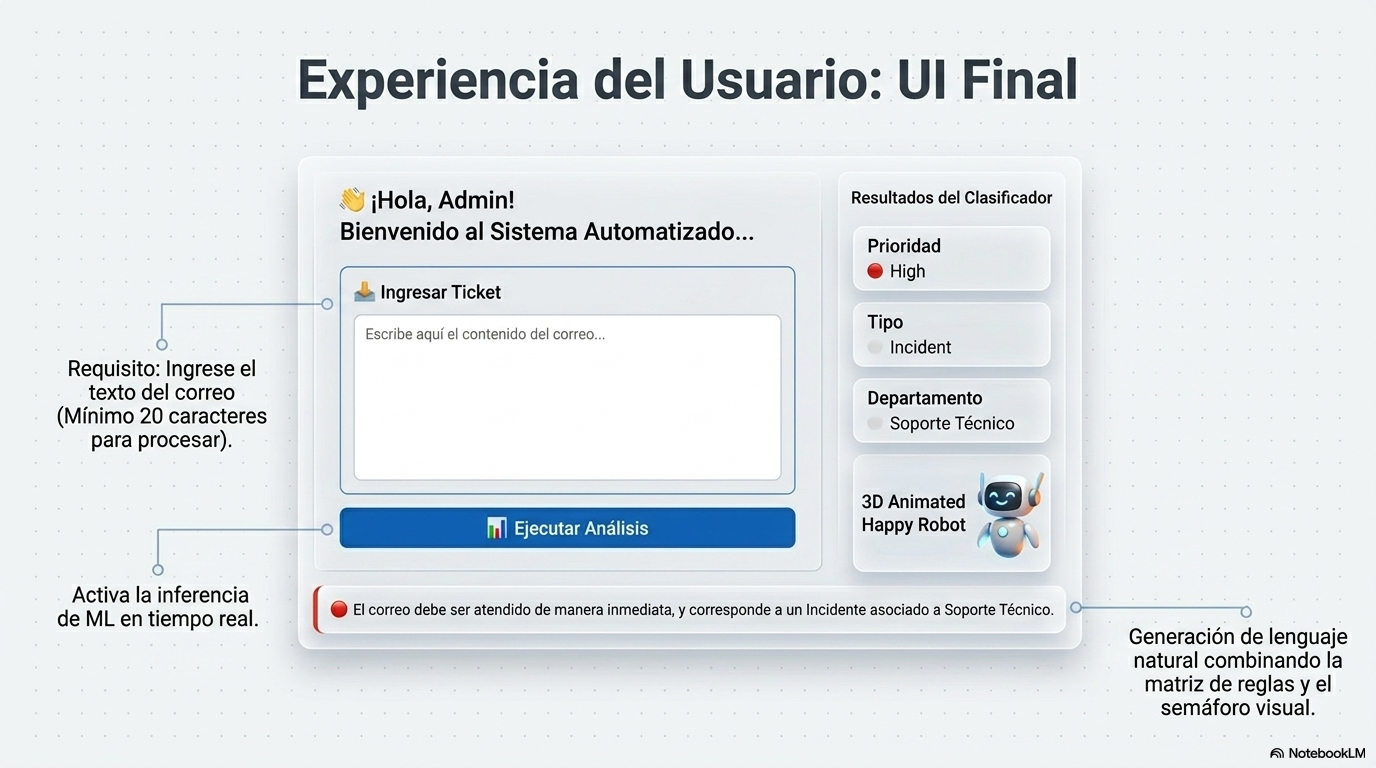 Experiencia del Usuario: UI Final
👋 ¡Hola, Admin!
Bienvenido al Sistema Automatizado...
📥 Ingresar Ticket
Escribe aquí el contenido del correo...
📊 Ejecutar Análisis
Resultados del Clasificador
Prioridad
🔴 High
Tipo
Incident
Departamento
Soporte Técnico
3D Animated
Happy Robot
🔴 El correo debe ser atendido de manera inmediata, y corresponde a un Incidente asociado a Soporte Técnico.
Requisito: Ingrese el
texto del correo
(Mínimo 20 caracteres
para procesar).
Activa la inferencia
de ML en tiempo real.
Generación de lenguaje
natural combinando la
matriz de reglas y el
semáforo visual.
NotebookLM